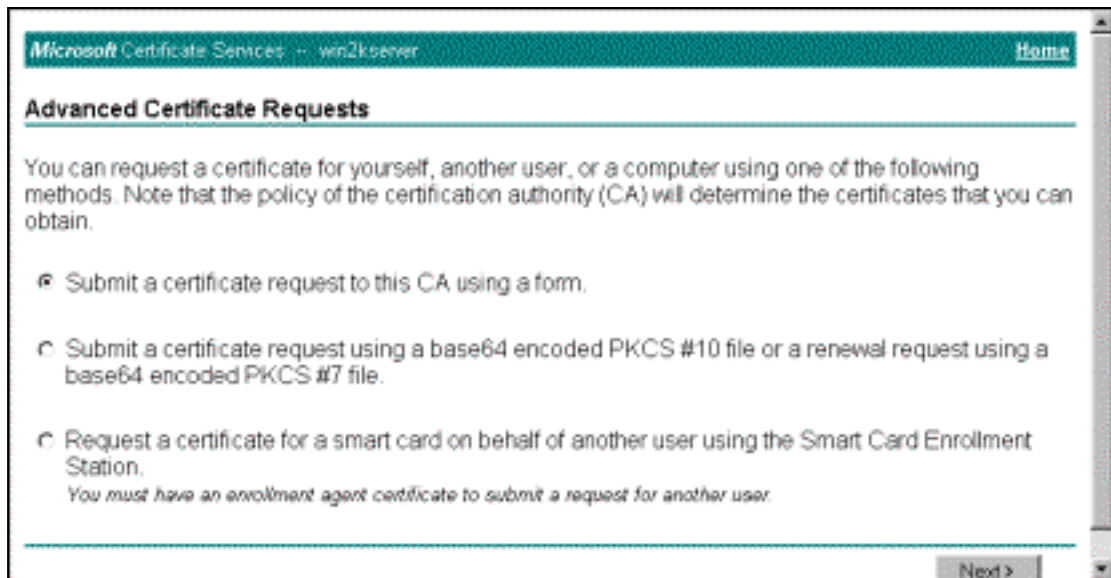 Microsoft Certificate Services -- win2kserver Home
Advanced Certificate Requests
You can request a certificate for yourself, another user, or a computer using one of the following
methods. Note that the policy of the certification authority (CA) will determine the certificates that you can
obtain.
Submit a certificate request to this CA using a form.
Submit a certificate request using a base64 encoded PKCS #10 file or a renewal request using a
base64 encoded PKCS #7 file.
Request a certificate for a smart card on behalf of another user using the Smart Card Enrollment
Station.
You must have an enrollment agent certificate to submit a request for another user.
Next >